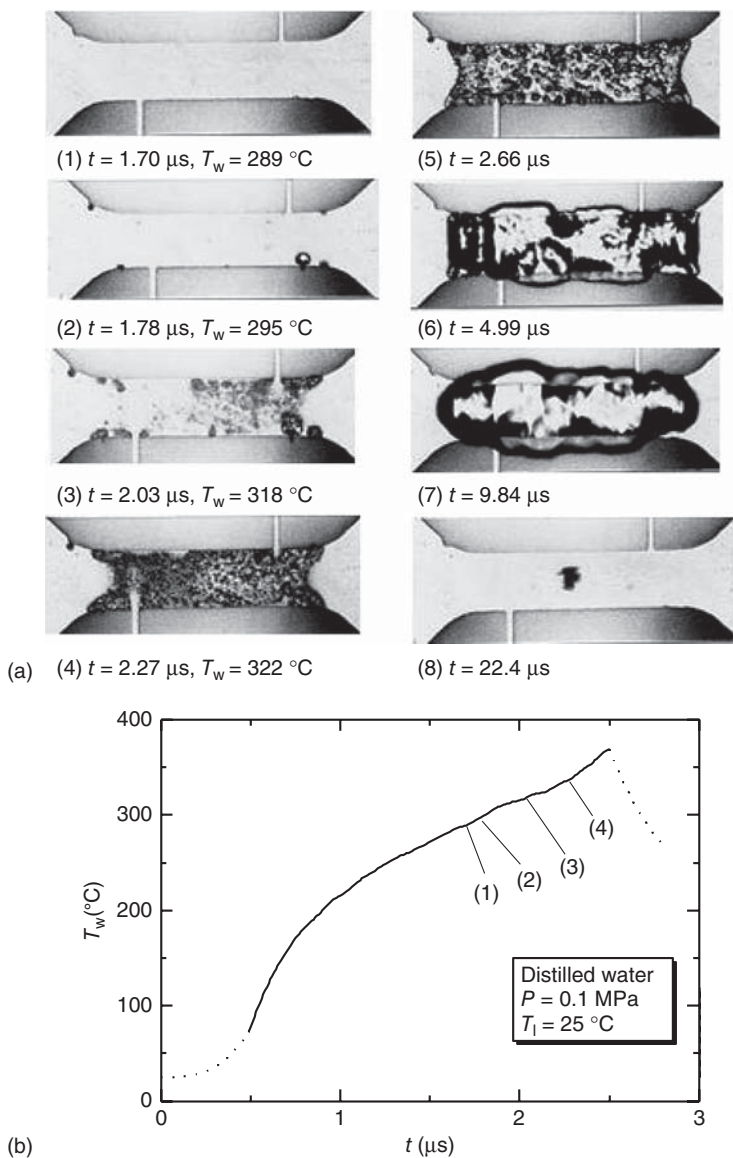 (1) t = 1.70 μs, Tw = 289 °C
(2) t = 1.78 μs, Tw = 295 °C
(3) t = 2.03 μs, Tw = 318 °C
(a) (4) t = 2.27 μs, Tw = 322 °C
(5) t = 2.66 μs
(6) t = 4.99 μs
(7) t = 9.84 μs
(8) t = 22.4 μs
400
300
200
100
0
Tw(°C)
(1)
(2)
(3)
(4)
Distilled water
P = 0.1 MPa
Tl = 25 °C
0 1 2 3
(b) t (μs)